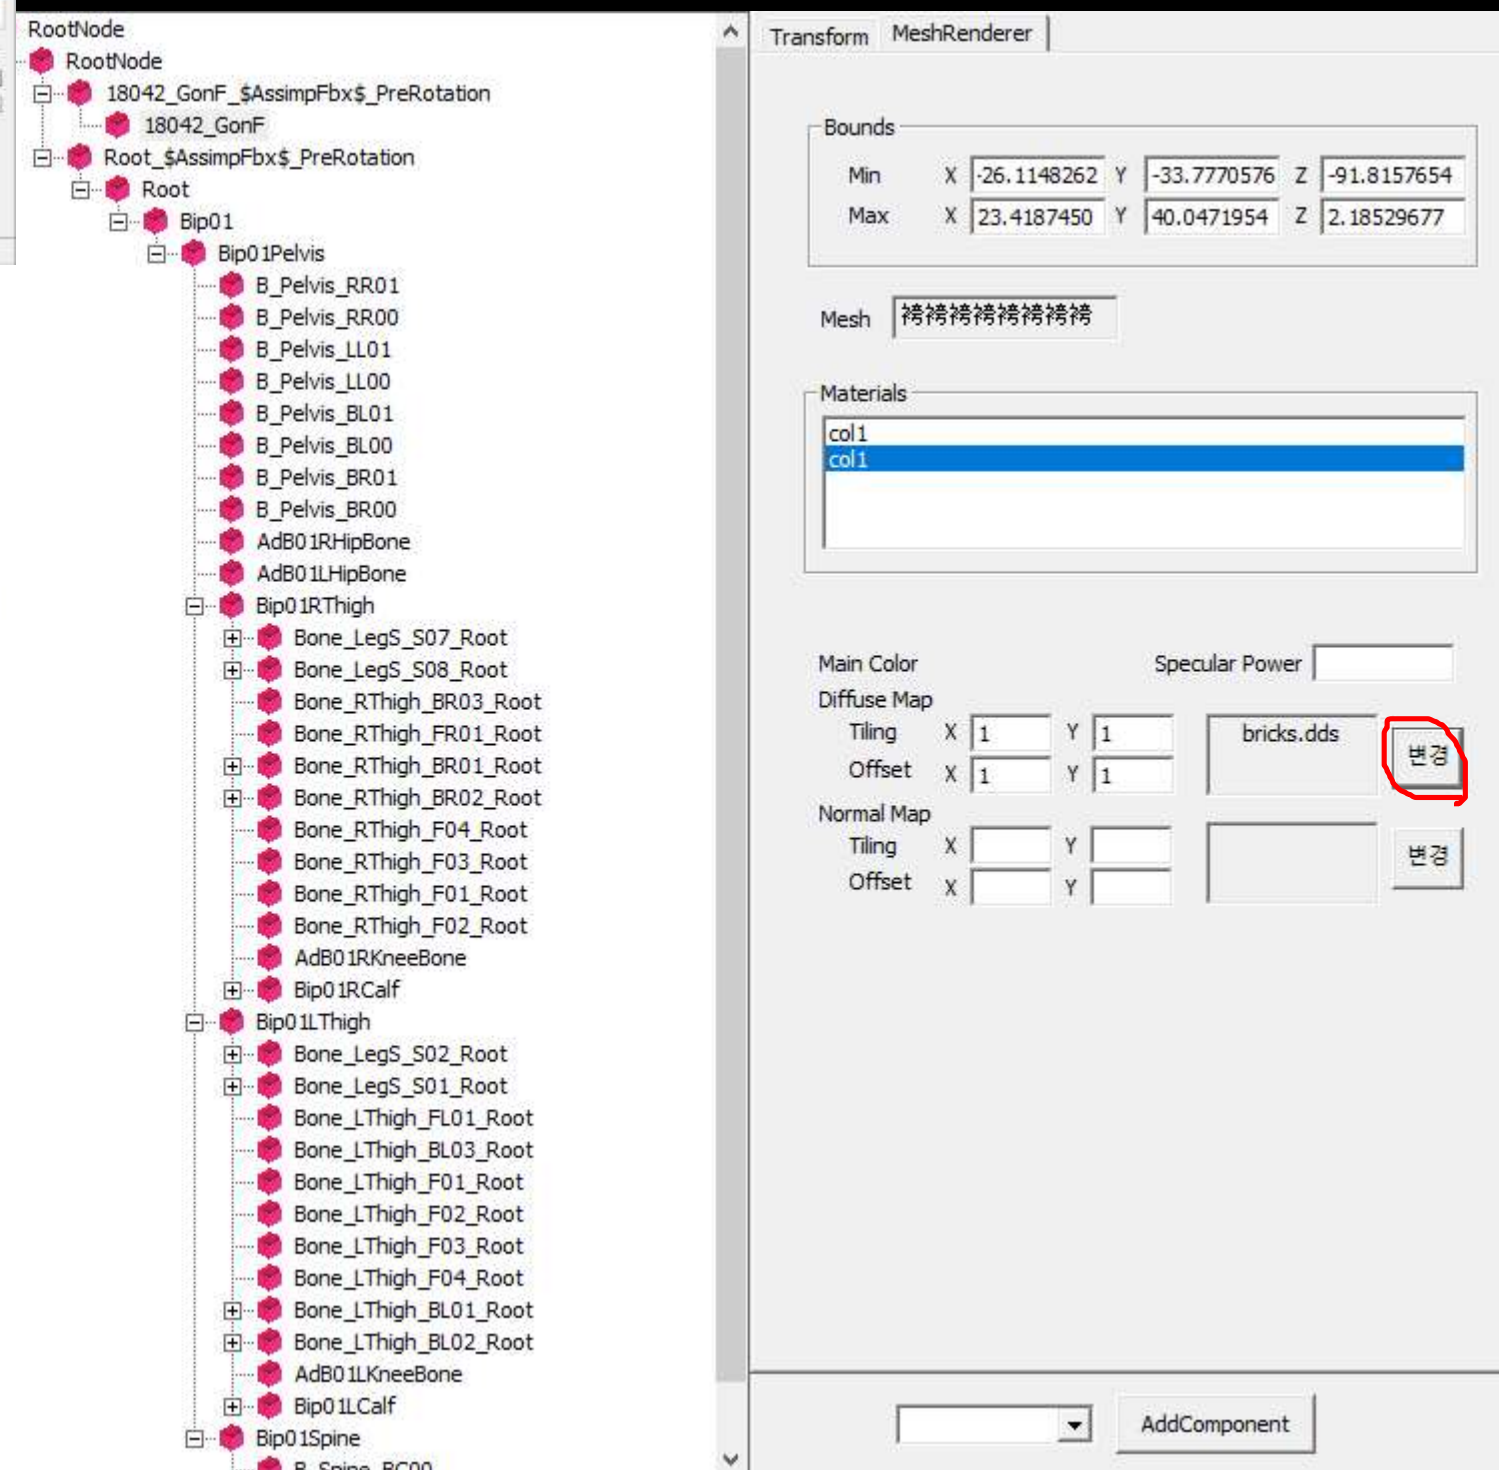 RootNode
RootNode
18042_GonF_$AssimpFbx$_PreRotation
18042_GonF
Root_$AssimpFbx$_PreRotation
Root
Bip01
Bip01Pelvis
B_Pelvis_RR01
B_Pelvis_RR00
B_Pelvis_LL01
B_Pelvis_LL00
B_Pelvis_BL01
B_Pelvis_BL00
B_Pelvis_BR01
B_Pelvis_BR00
AdB01RHipBone
AdB01LHipBone
Bip01RThigh
Bone_LegS_S07_Root
Bone_LegS_S08_Root
Bone_RThigh_BR03_Root
Bone_RThigh_FR01_Root
Bone_RThigh_BR01_Root
Bone_RThigh_BR02_Root
Bone_RThigh_F04_Root
Bone_RThigh_F03_Root
Bone_RThigh_F01_Root
Bone_RThigh_F02_Root
AdB01RKneeBone
Bip01RCalf
Bip01LThigh
Bone_LegS_S02_Root
Bone_LegS_S01_Root
Bone_LThigh_FL01_Root
Bone_LThigh_BL03_Root
Bone_LThigh_F01_Root
Bone_LThigh_F02_Root
Bone_LThigh_F03_Root
Bone_LThigh_F04_Root
Bone_LThigh_BL01_Root
Bone_LThigh_BL02_Root
AdB01LKneeBone
Bip01LCalf
Bip01Spine
B_Spine_BC00
Transform MeshRenderer
Bounds
Min X -26.1148262 Y -33.7770576 Z -91.8157654
Max X 23.4187450 Y 40.0471954 Z 2.18529677
Mesh 袴袴袴袴袴袴袴袴
Materials
col1
col1
Main Color Specular Power
Diffuse Map
Tiling X 1 Y 1 bricks.dds 변경
Offset X 1 Y 1
Normal Map
Tiling X Y 변경
Offset X Y
AddComponent